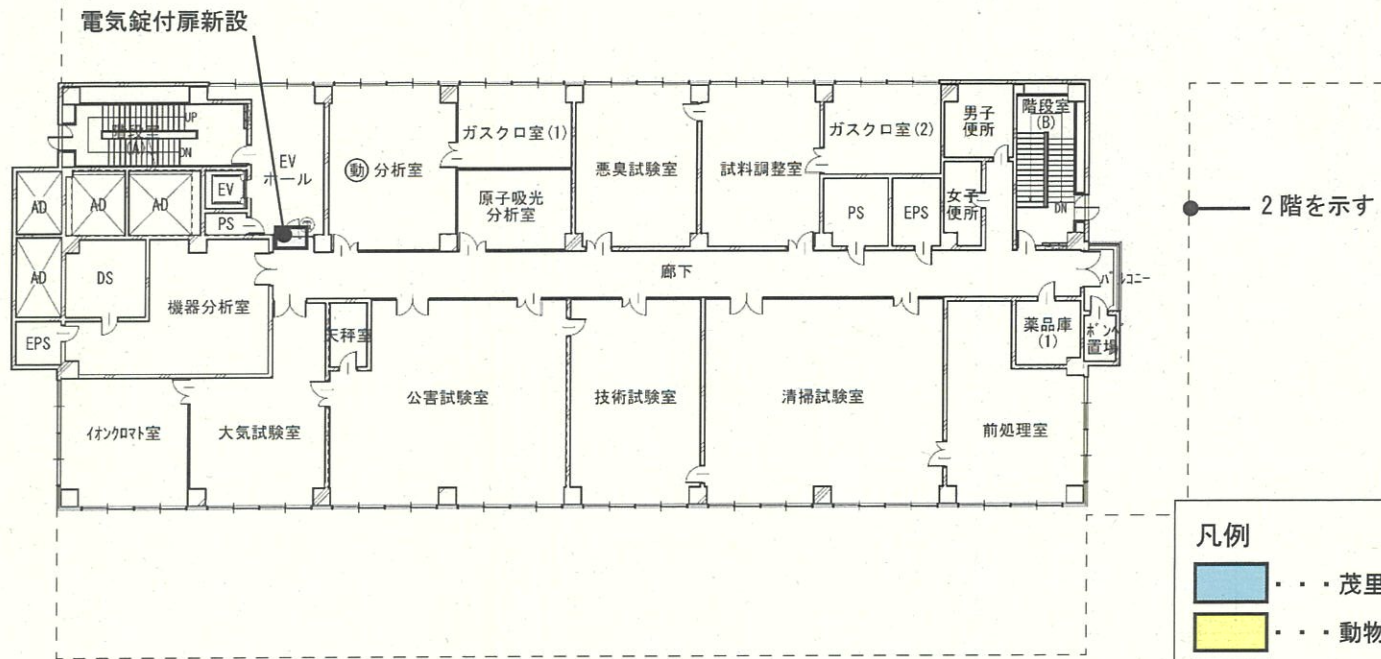 電気錠付扉新設
2階を示す
階段室
(A)
UP
DN
EV
ホール
EV
PS
AD
AD
AD
AD
DS
EPS
機器分析室
動 分析室
ガスクロ室(1)
原子吸光
分析室
悪臭試験室
試料調整室
ガスクロ室(2)
PS
EPS
男子
便所
女子
便所
階段室
(B)
DN
廊下
バルコニー
ボンベ
置場
薬品庫
(1)
天秤室
イオンクロマト室
大気試験室
公害試験室
技術試験室
清掃試験室
前処理室
凡例
・・・茂里
・・・動物